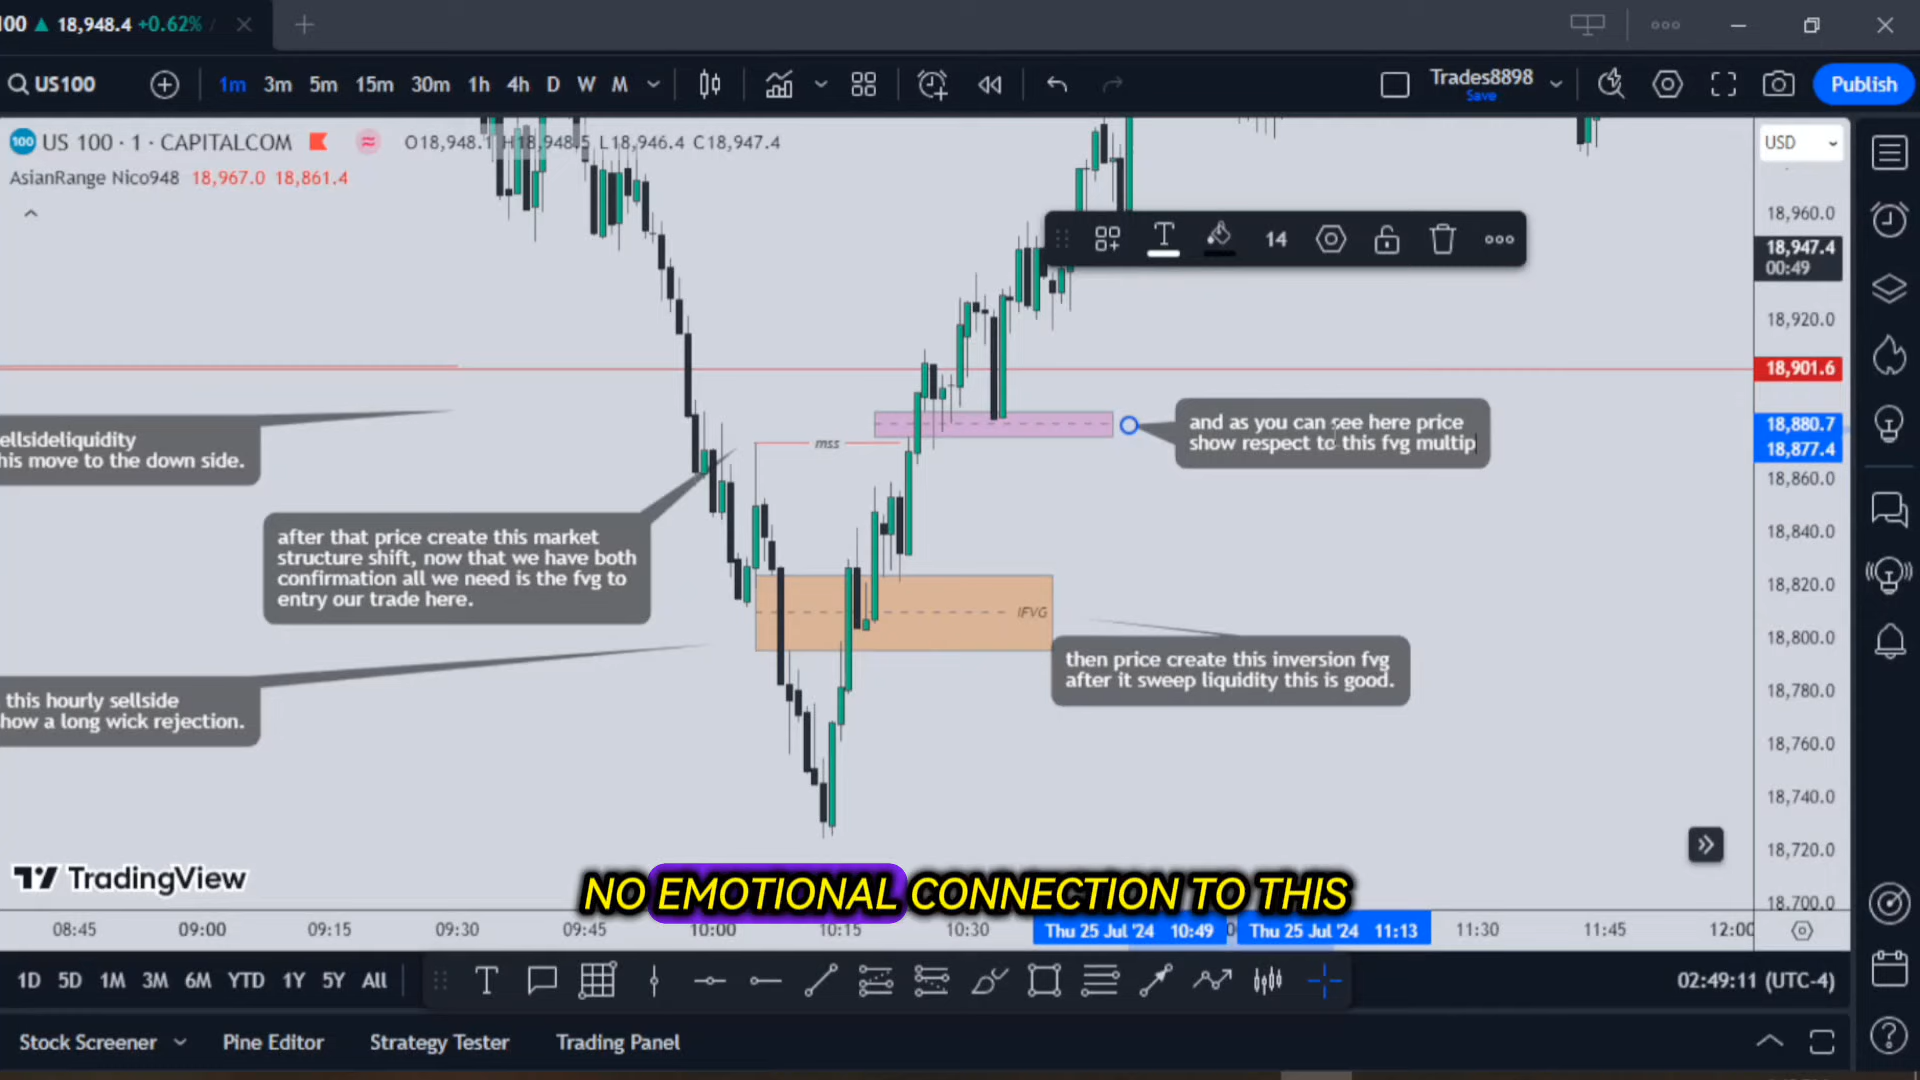 100 ▲ 18,948.4 +0.62% /
US100 1m 3m 5m 15m 30m 1h 4h D W M
Trades8898
Save
Publish
100 US 100 · 1 · CAPITALCOM O18,948.1 H18,948.5 L18,946.4 C18,947.4
USD
AsianRange Nico948 18,967.0 18,861.4
14
18,960.0
18,947.4
00:49
18,920.0
18,901.6
18,880.7
18,877.4
18,860.0
18,840.0
18,820.0
18,800.0
18,780.0
18,760.0
18,740.0
18,720.0
18,700.0
and as you can see here price
show respect to this fvg multip
ellsideliquidity
his move to the down side.
mss
after that price create this market
structure shift, now that we have both
confirmation all we need is the fvg to
entry our trade here.
IFVG
then price create this inversion fvg
after it sweep liquidity this is good.
this hourly sellside
how a long wick rejection.
TradingView
NO EMOTIONAL CONNECTION TO THIS
08:45 09:00 09:15 09:30 09:45 10:00 10:15 10:30 Thu 25 Jul '24 10:49 Thu 25 Jul '24 11:13 11:30 11:45 12:00
1D 5D 1M 3M 6M YTD 1Y 5Y All
02:49:11 (UTC-4)
Stock Screener Pine Editor Strategy Tester Trading Panel